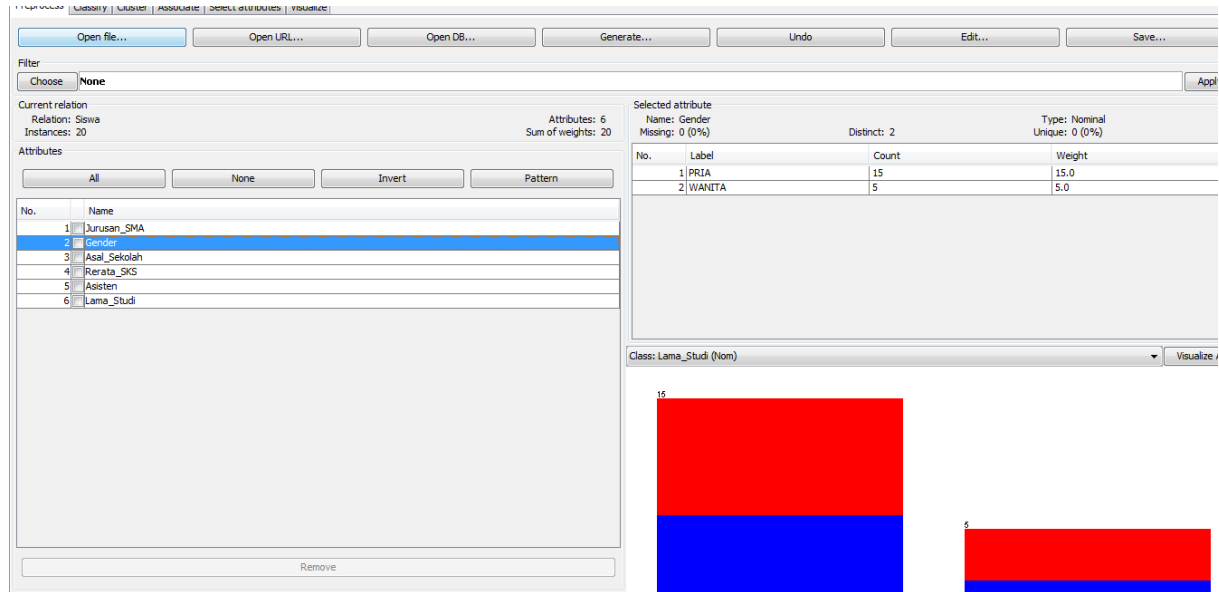 Preprocess Classify Cluster Associate Select attributes Visualize
Open file... Open URL... Open DB... Generate... Undo Edit... Save...
Filter
Choose None
Current relation
Relation: Siswa Attributes: 6
Instances: 20 Sum of weights: 20
Attributes
All None Invert Pattern
No. Name
1 Jurusan_SMA
2 Gender
3 Asal_Sekolah
4 Rerata_SKS
5 Asisten
6 Lama_Studi
Remove
Selected attribute
Name: Gender Type: Nominal
Missing: 0 (0%) Distinct: 2 Unique: 0 (0%)
No. Label Count Weight
1 PRIA 15 15.0
2 WANITA 5 5.0
Class: Lama_Studi (Nom) Visualize
15
5